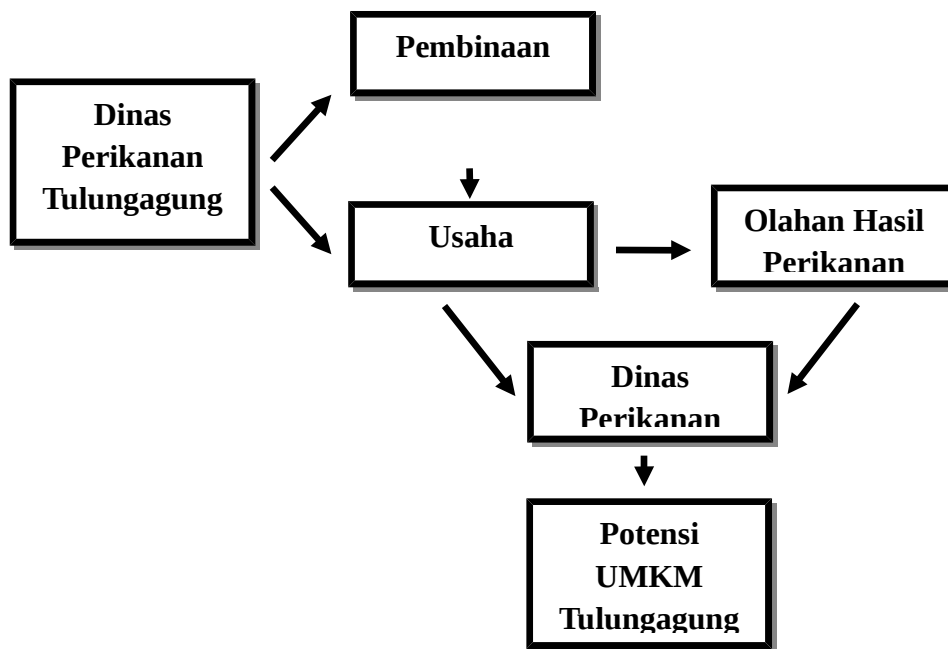 Pembinaan
Dinas
Perikanan
Tulungagung
Usaha
Olahan Hasil
Perikanan
Dinas
Perikanan
Potensi
UMKM
Tulungagung